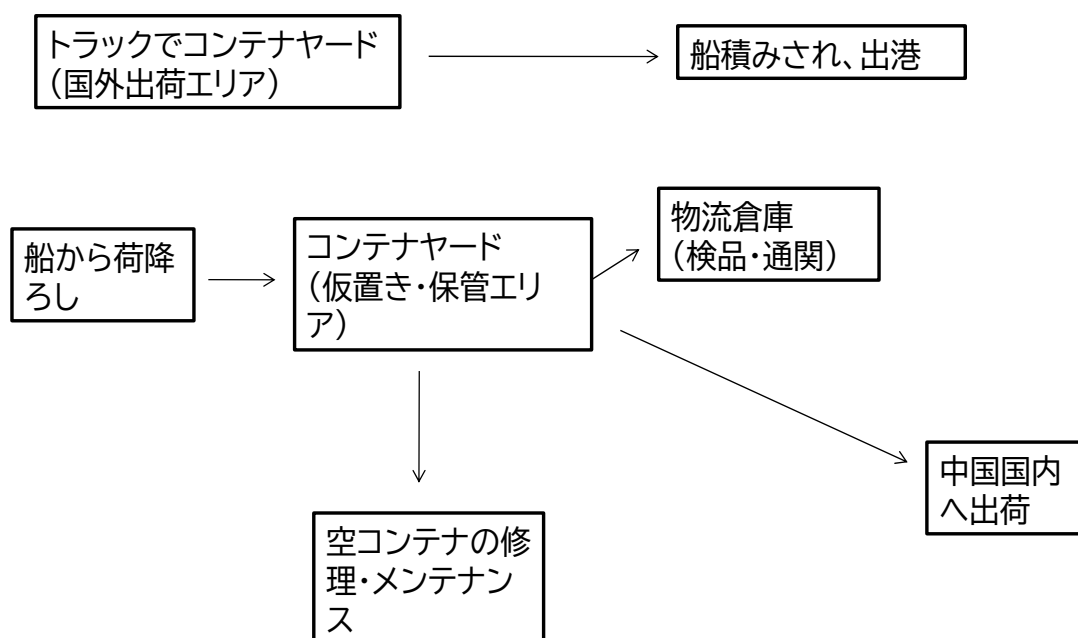 トラックでコンテナヤード
（国外出荷エリア）
船積みされ、出港
船から荷降
ろし
コンテナヤード
（仮置き・保管エリ
ア）
物流倉庫
（検品・通関）
中国国内
へ出荷
空コンテナの修
理・メンテナン
ス